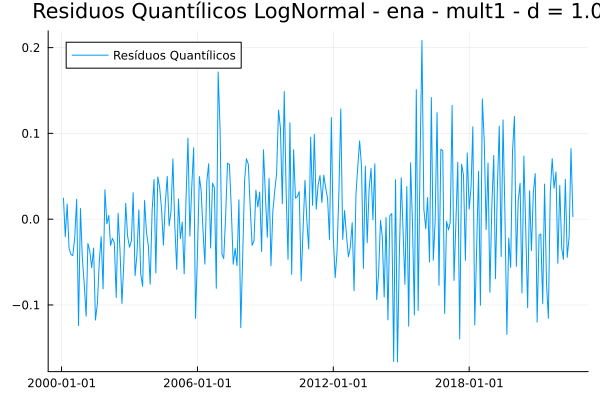 Residuos Quantílicos LogNormal - ena - mult1 - d = 1.0
Resíduos Quantílicos
0.2
0.1
0.0
−0.1
2000-01-01 2006-01-01 2012-01-01 2018-01-01